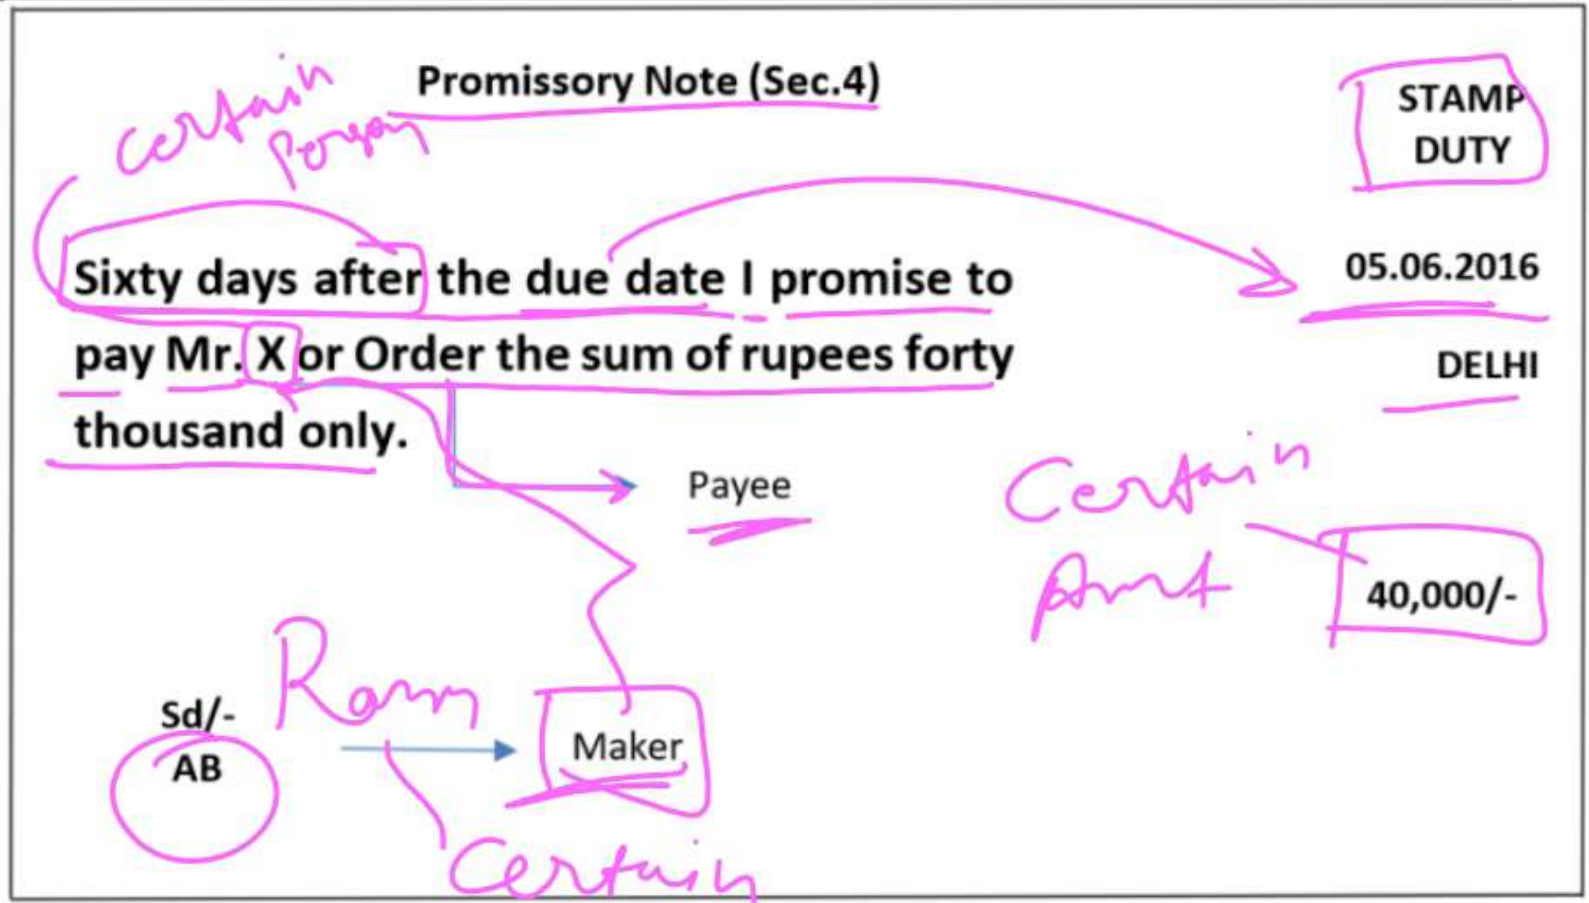 Promissory Note (Sec.4)
STAMP
DUTY
certain
Person
Sixty days after the due date I promise to
05.06.2016
pay Mr. X or Order the sum of rupees forty
DELHI
thousand only.
Payee
Certain
Amt
40,000/-
Ram
Sd/-
AB
Maker
Certain